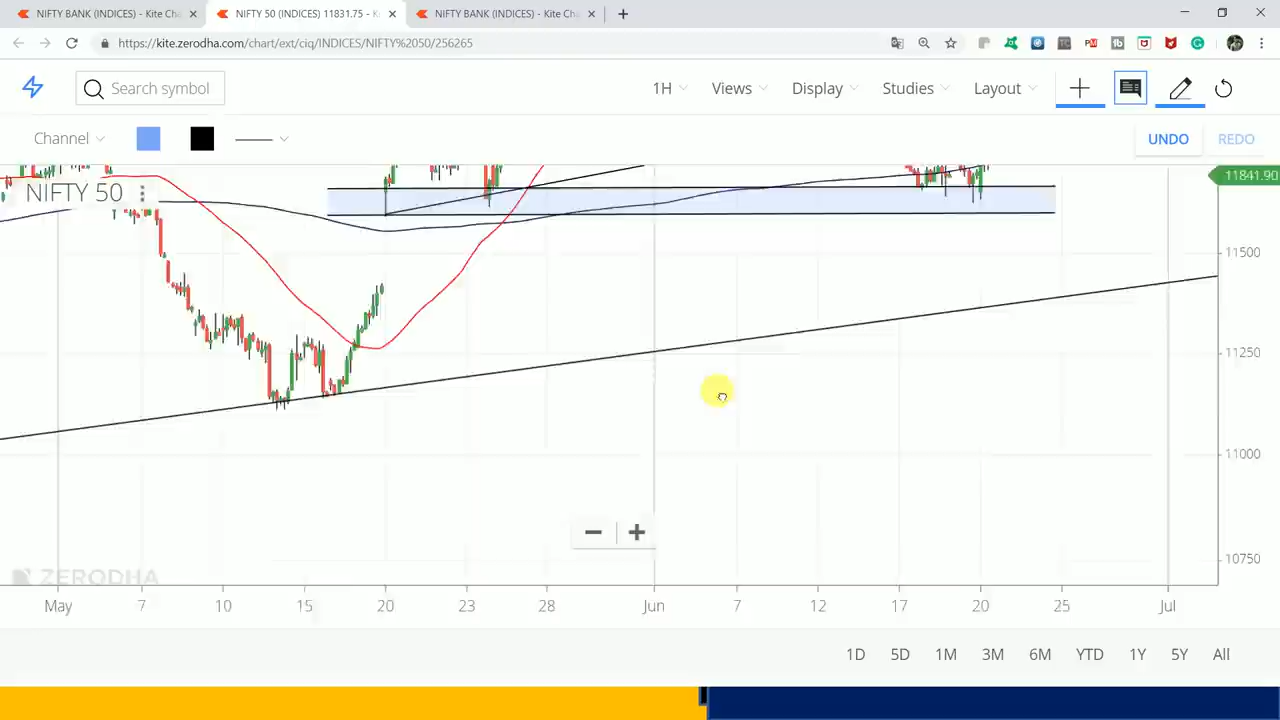 NIFTY BANK (INDICES) - Kite Cha
NIFTY 50 (INDICES) 11831.75 - K
NIFTY BANK (INDICES) - Kite Cha
https://kite.zerodha.com/chart/ext/ciq/INDICES/NIFTY%2050/256265
Search symbol
1H
Views
Display
Studies
Layout
Channel
UNDO
REDO
NIFTY 50
11841.90
11500
11250
11000
10750
ZERODHA
May 7 10 15 20 23 28 Jun 7 12 17 20 25 Jul
1D 5D 1M 3M 6M YTD 1Y 5Y All